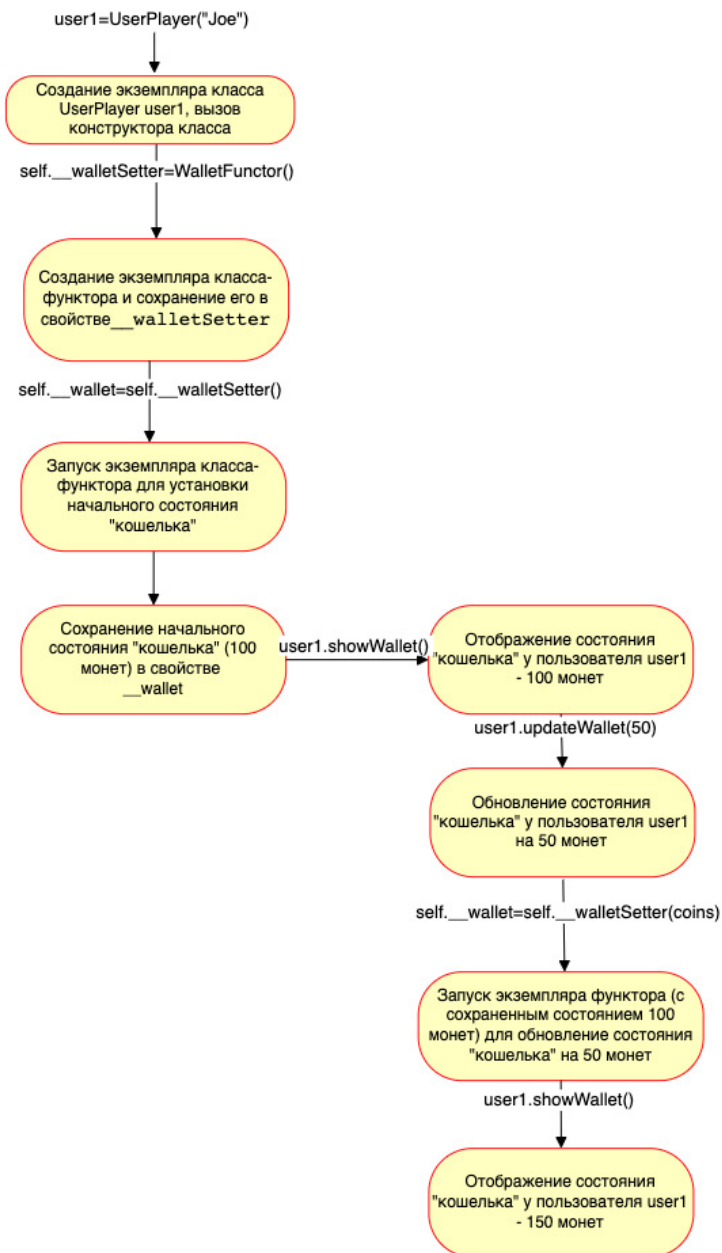 user1=UserPlayer("Joe")
Создание экземпляра класса
UserPlayer user1, вызов
конструктора класса
self.__walletSetter=WalletFunctor()
Создание экземпляра класса-
функтора и сохранение его в
свойстве__walletSetter
self.__wallet=self.__walletSetter()
Запуск экземпляра класса-
функтора для установки
начального состояния
"кошелька"
Сохранение начального
состояния "кошелька" (100
монет) в свойстве
__wallet
user1.showWallet()
Отображение состояния
"кошелька" у пользователя user1
- 100 монет
user1.updateWallet(50)
Обновление состояния
"кошелька" у пользователя user1
на 50 монет
self.__wallet=self.__walletSetter(coins)
Запуск экземпляра функтора (с
сохраненным состоянием 100
монет) для обновление состояния
"кошелька" на 50 монет
user1.showWallet()
Отображение состояния
"кошелька" у пользователя user1
- 150 монет